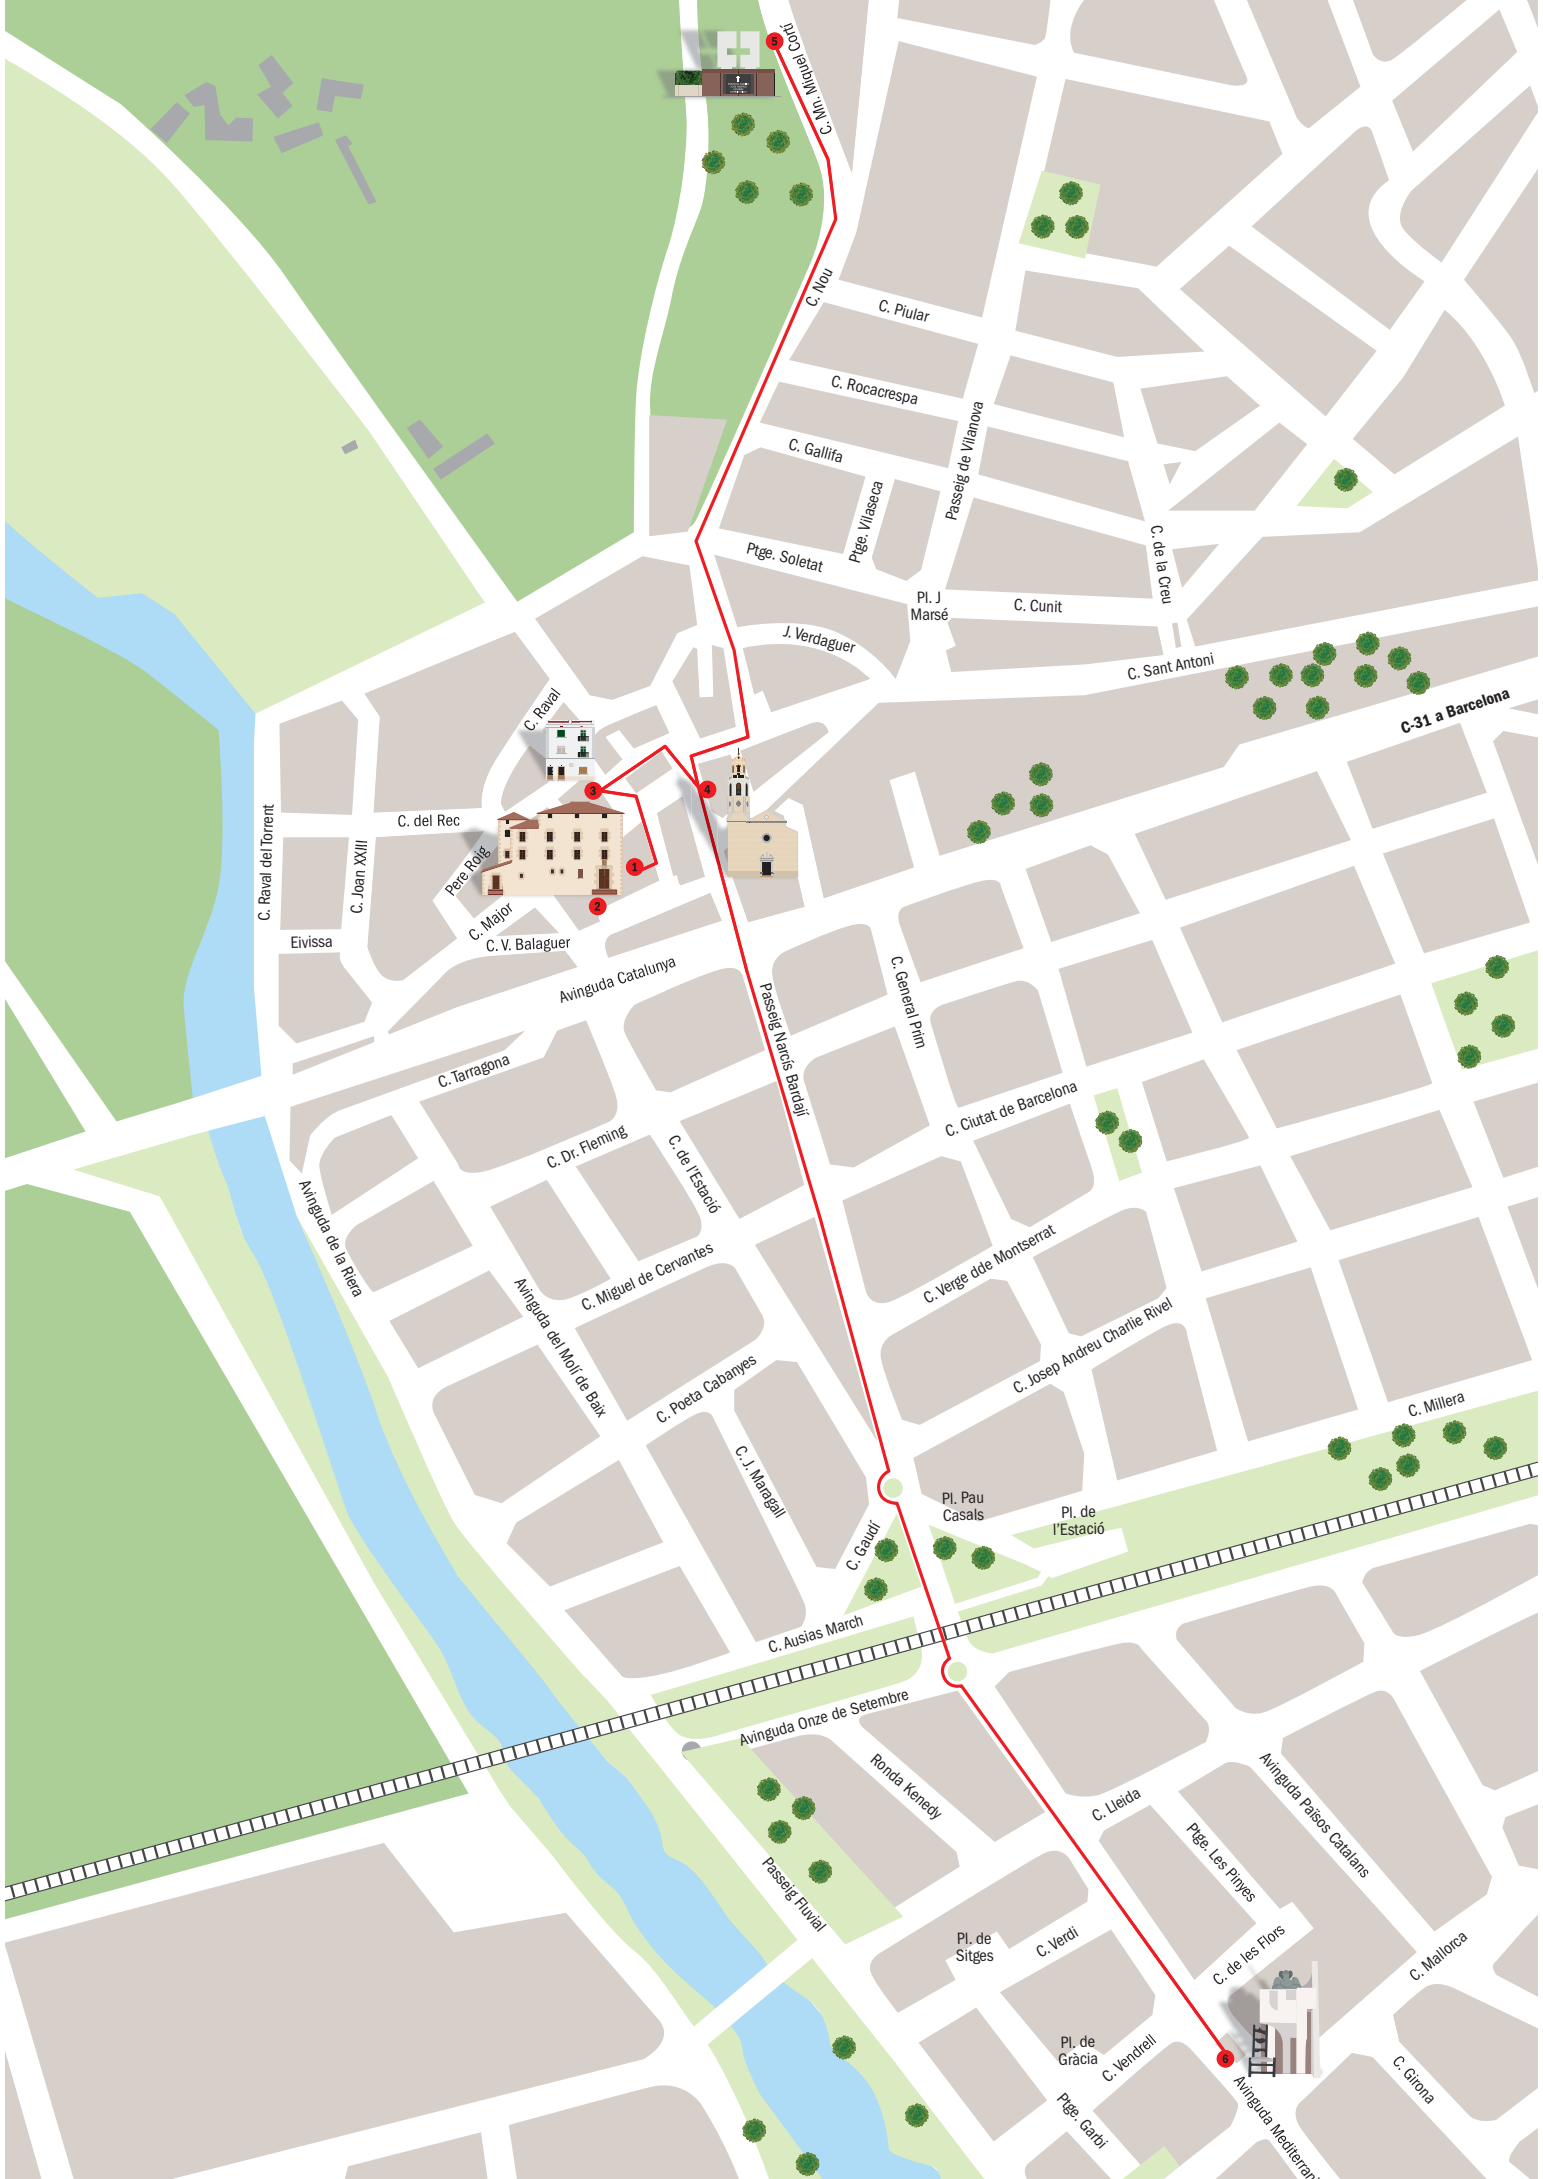 5
C. Mn. Miquel Cortí
C. Nou
C. Piular
C. Rocacrespa
Passeig de Vilanova
C. Gallifa
Ptge. Vilaseca
Ptge. Soletat
C. de la Creu
Pl. J
Marsé
C. Cunit
J. Verdaguer
C. Sant Antoni
C-31 a Barcelona
C. Raval
3
4
C. Raval del Torrent
C. del Rec
C. Joan XXIII
Pere Roig
1
2
C. Major
Eivissa
C. V. Balaguer
Avinguda Catalunya
C. General Prim
Passeig Narcís Bardají
C. Tarragona
C. Ciutat de Barcelona
C. Dr. Fleming
C. de l'Estació
Avinguda de la Riera
C. Miguel de Cervantes
C. Verge dde Montserrat
Avinguda del Molí de Baix
C. Josep Andreu Charlie Rivel
C. Poeta Cabanyes
C. Millera
C. J. Maragall
Pl. Pau
Casals
Pl. de
l'Estació
C. Gaudí
C. Ausias March
Avinguda Onze de Setembre
Ronda Kenedy
C. Lleida
Avinguda Països Catalans
Ptge. Les Pinyes
Passeig Fluvial
Pl. de
Sitges
C. Verdi
C. de les Flors
C. Mallorca
Pl. de
Gràcia
C. Vendrell
6
C. Girona
Ptge. Garbi
Avinguda Mediterran